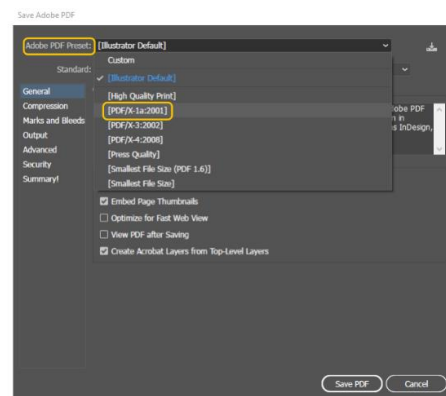 Save Adobe PDF
Adobe PDF Preset: [Illustrator Default]
Standard:
Custom
[Illustrator Default]
[High Quality Print]
[PDF/X-1a:2001]
[PDF/X-3:2002]
[PDF/X-4:2008]
[Press Quality]
[Smallest File Size (PDF 1.6)]
[Smallest File Size]
General
Compression
Marks and Bleeds
Output
Advanced
Security
Summary!
Adobe PDF
n in
s InDesign,
Embed Page Thumbnails
Optimize for Fast Web View
View PDF after Saving
Create Acrobat Layers from Top-Level Layers
Save PDF
Cancel